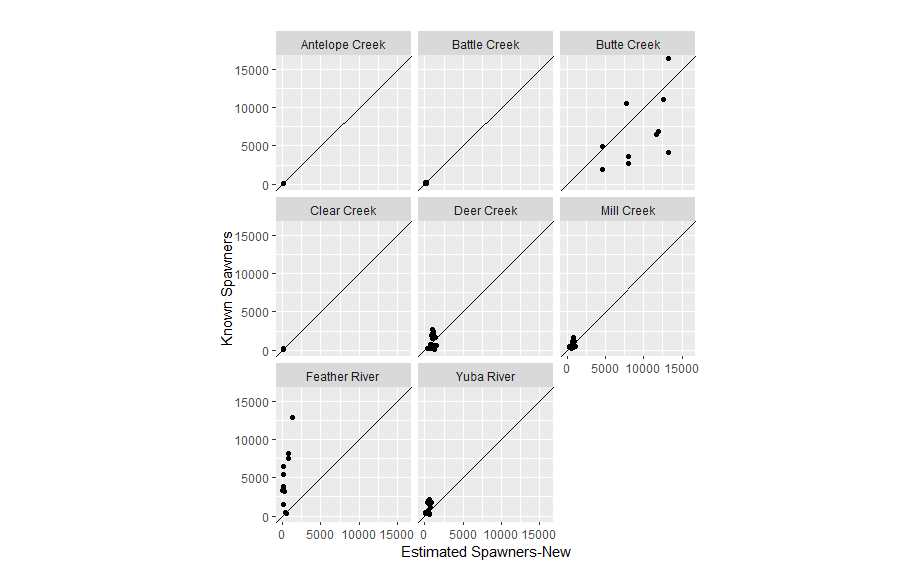 Antelope Creek Battle Creek Butte Creek
15000
10000
5000
0
Clear Creek Deer Creek Mill Creek
15000
10000
5000
0
0 5000 10000 15000
Feather River Yuba River
15000
10000
5000
0
0 5000 10000 15000 0 5000 10000 15000
Known Spawners
Estimated Spawners-New